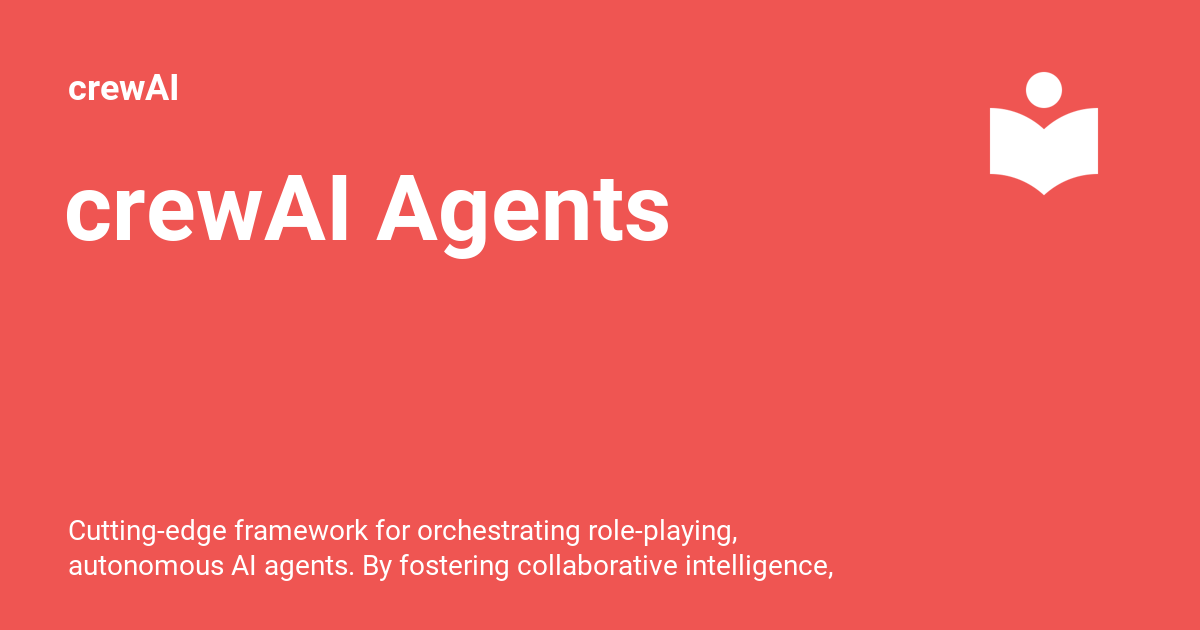 crewAI
crewAI Agents
Cutting-edge framework for orchestrating role-playing,
autonomous AI agents. By fostering collaborative intelligence,